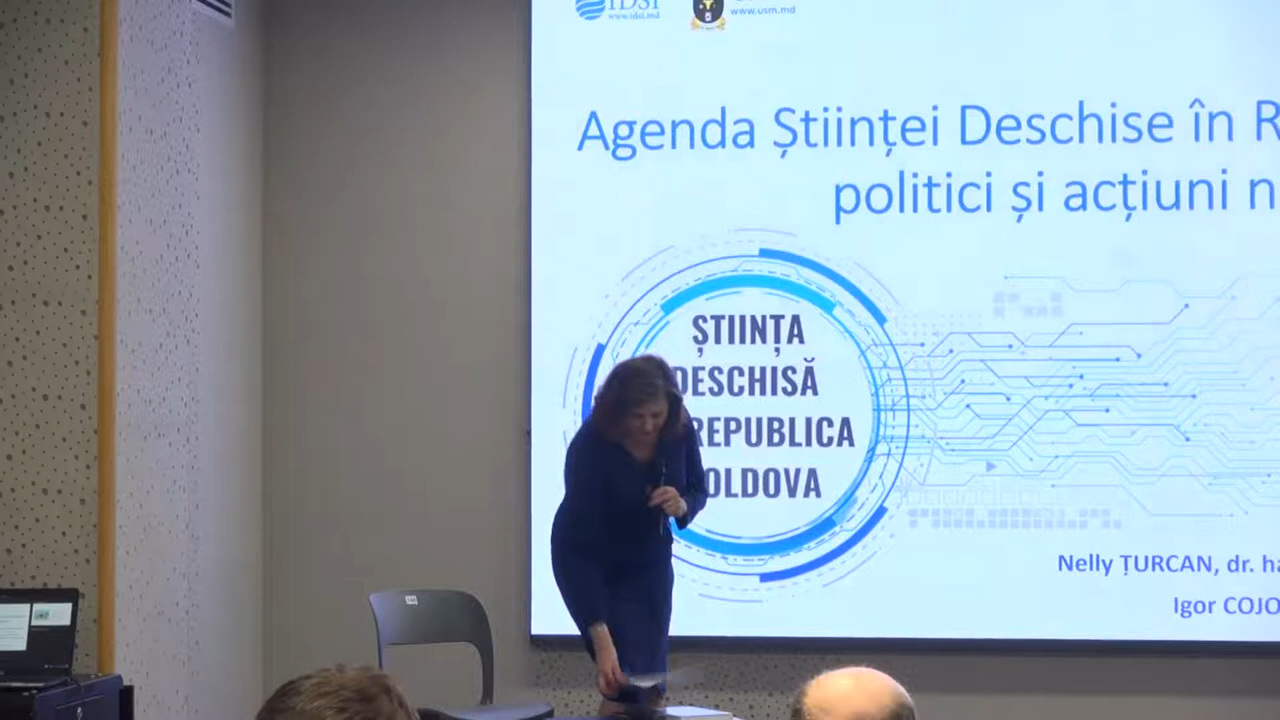 IDSI
www.idsi.md
www.usm.md
Agenda Științei Deschise în R
politici și acțiuni n
ȘTIINȚA
DESCHISĂ
REPUBLICA
OLDOVA
Nelly ȚURCAN, dr. ha
Igor COJO